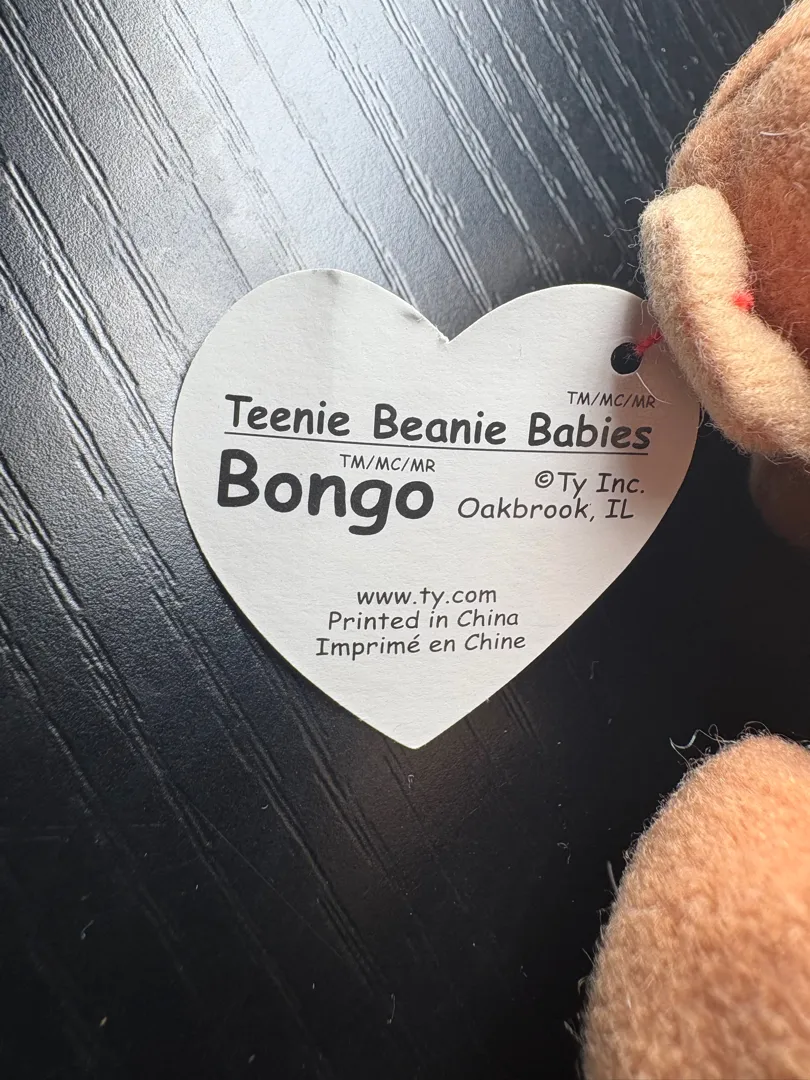 TM/MC/MR
Teenie Beanie Babies
Bongo TM/MC/MR
©Ty Inc.
Oakbrook, IL
www.ty.com
Printed in China
Imprimé en Chine